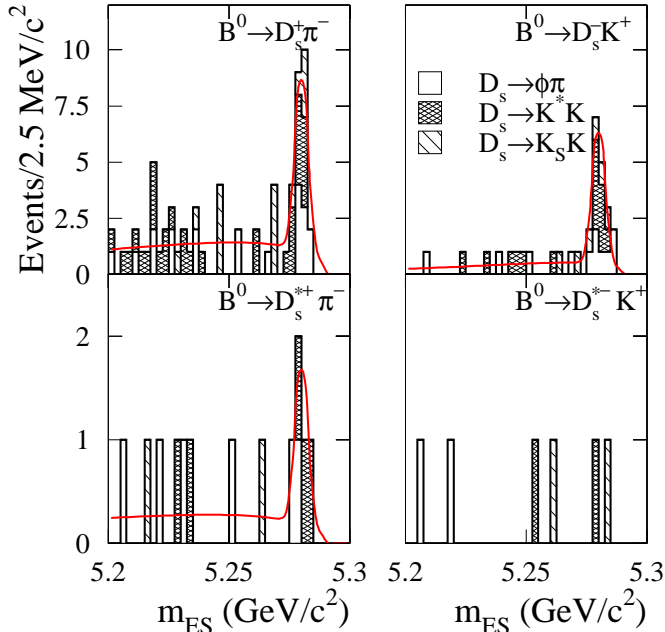 Events/2.5 MeV/c²
B⁰→D_s⁺π⁻
10
7.5
5
2.5
0
B⁰→D_s⁻K⁺
D_s→φπ
D_s→K*K
D_s→K_S K
B⁰→D_s*⁺π⁻
2
1
0
5.2 5.25 5.3
m_ES (GeV/c²)
B⁰→D_s*⁻K⁺
5.2 5.25 5.3
m_ES (GeV/c²)